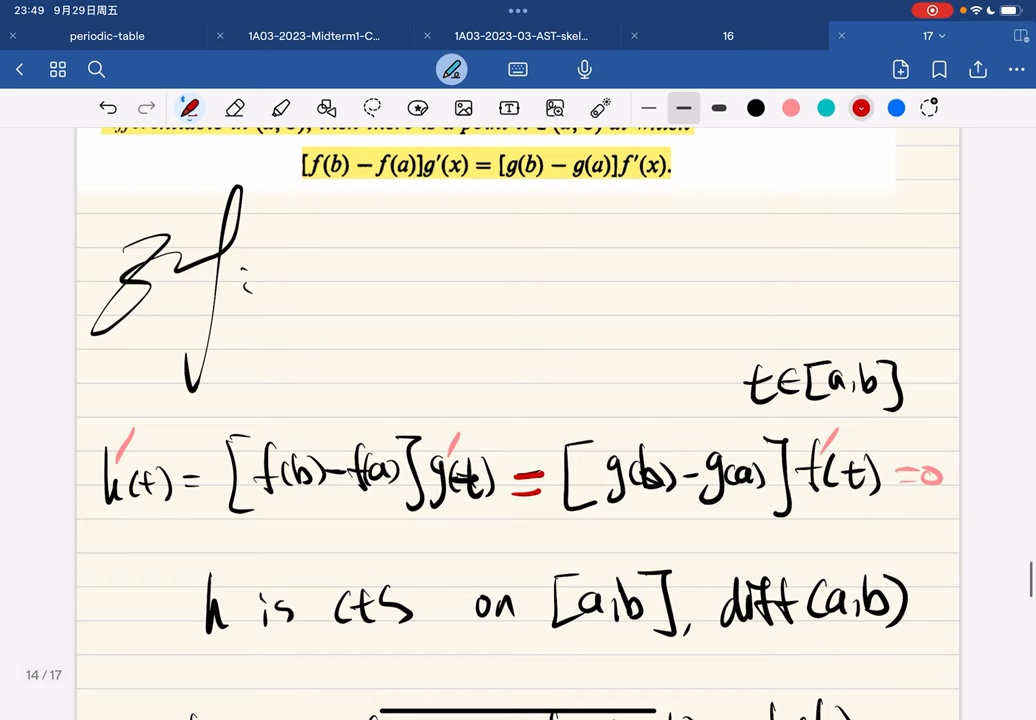 23:49 9月29日周五
periodic-table 1A03-2023-Midterm1-C... 1A03-2023-03-AST-skel... 16 17
[f(b) − f(a)]g′(x) = [g(b) − g(a)]f′(x).
t∈[a,b]
h′(t) = [f(b)−f(a)]g′(t) = [g(b)−g(a)]f′(t) =0
h is cts on [a,b], diff(a,b)
14 / 17